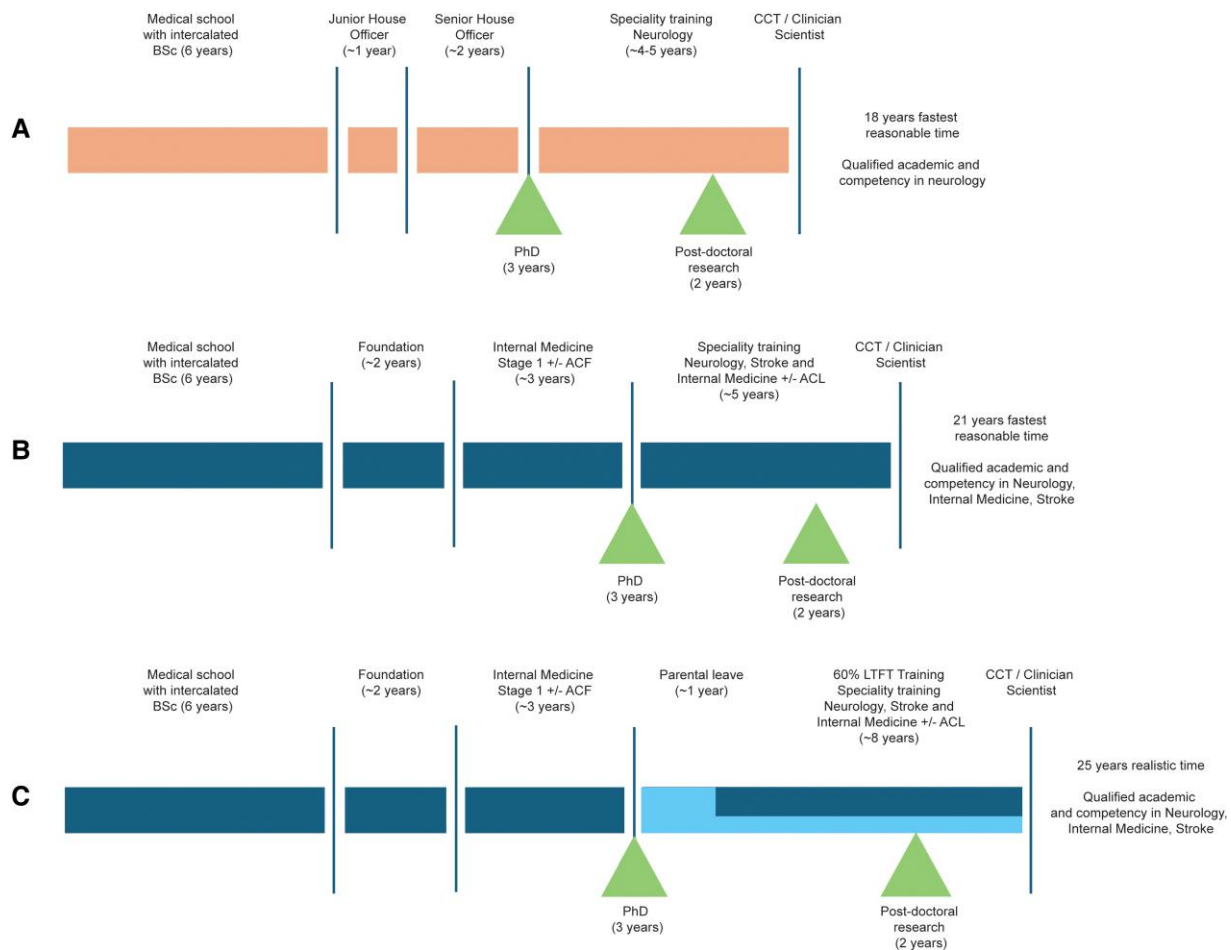 Medical school
with intercalated
BSc (6 years)
Junior House
Officer
(~1 year)
Senior House
Officer
(~2 years)
Speciality training
Neurology
(~4-5 years)
CCT / Clinician
Scientist
A
18 years fastest
reasonable time
Qualified academic and
competency in neurology
PhD
(3 years)
Post-doctoral
research
(2 years)
Medical school
with intercalated
BSc (6 years)
Foundation
(~2 years)
Internal Medicine
Stage 1 +/- ACF
(~3 years)
Speciality training
Neurology, Stroke and
Internal Medicine +/- ACL
(~5 years)
CCT / Clinician
Scientist
B
21 years fastest
reasonable time
Qualified academic and
competency in Neurology,
Internal Medicine, Stroke
PhD
(3 years)
Post-doctoral
research
(2 years)
Medical school
with intercalated
BSc (6 years)
Foundation
(~2 years)
Internal Medicine
Stage 1 +/- ACF
(~3 years)
Parental leave
(~1 year)
60% LTFT Training
Speciality training
Neurology, Stroke and
Internal Medicine +/- ACL
(~8 years)
CCT / Clinician
Scientist
C
25 years realistic time
Qualified academic
and competency in Neurology,
Internal Medicine, Stroke
PhD
(3 years)
Post-doctoral
research
(2 years)